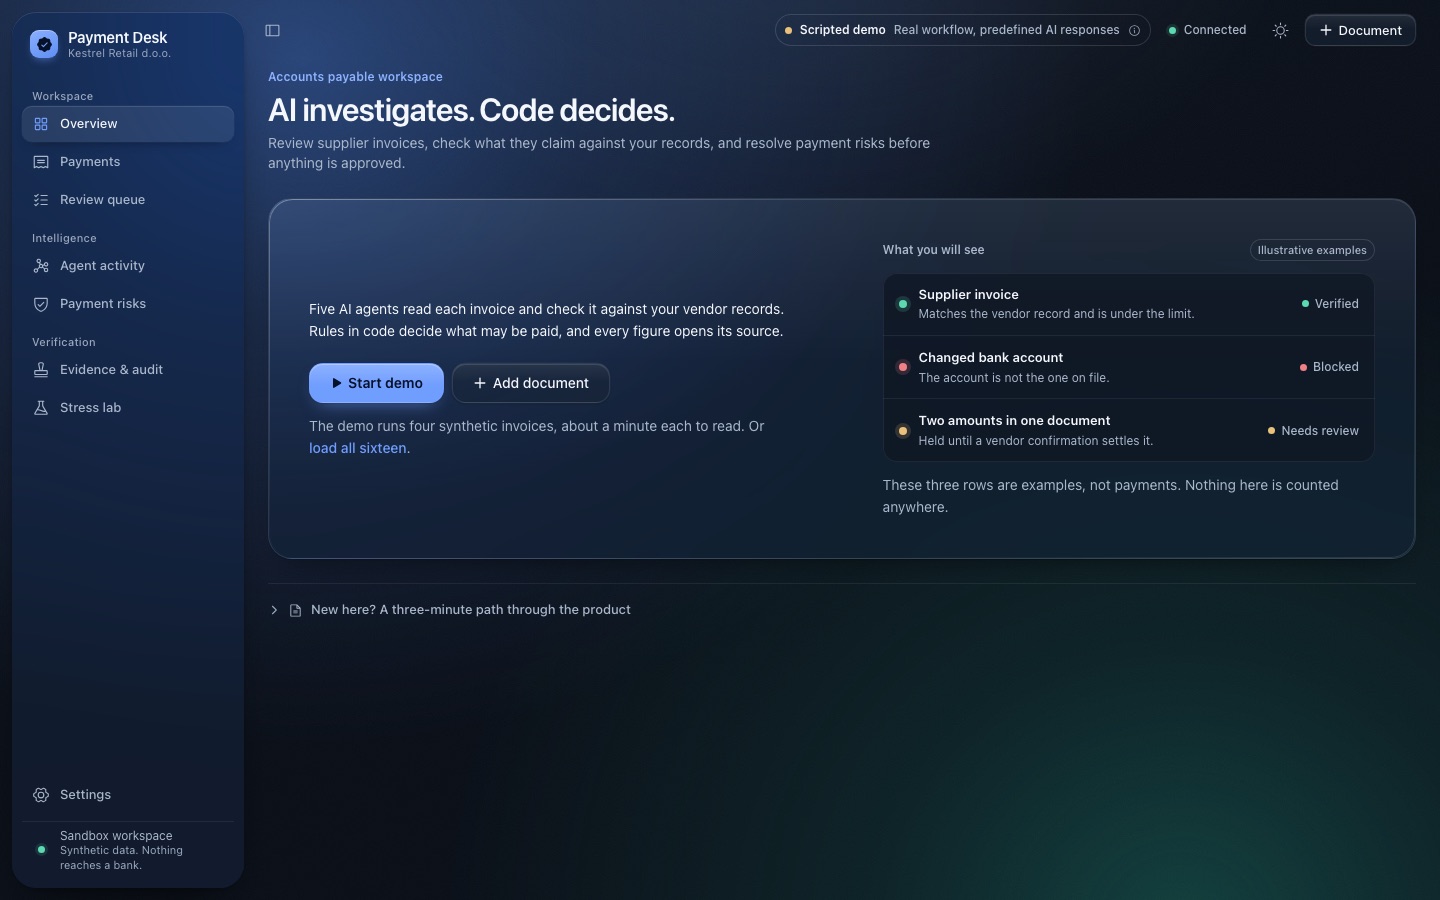 Payment Desk
Kestrel Retail d.o.o.
Workspace
Overview
Payments
Review queue
Intelligence
Agent activity
Payment risks
Verification
Evidence & audit
Stress lab
Settings
Sandbox workspace
Synthetic data. Nothing
reaches a bank.
Scripted demo Real workflow, predefined AI responses
Connected
Document
Accounts payable workspace
AI investigates. Code decides.
Review supplier invoices, check what they claim against your records, and resolve payment risks before
anything is approved.
Five AI agents read each invoice and check it against your vendor records.
Rules in code decide what may be paid, and every figure opens its source.
Start demo
Add document
The demo runs four synthetic invoices, about a minute each to read. Or
load all sixteen.
What you will see
Illustrative examples
Supplier invoice
Matches the vendor record and is under the limit.
Verified
Changed bank account
The account is not the one on file.
Blocked
Two amounts in one document
Held until a vendor confirmation settles it.
Needs review
These three rows are examples, not payments. Nothing here is counted
anywhere.
New here? A three-minute path through the product